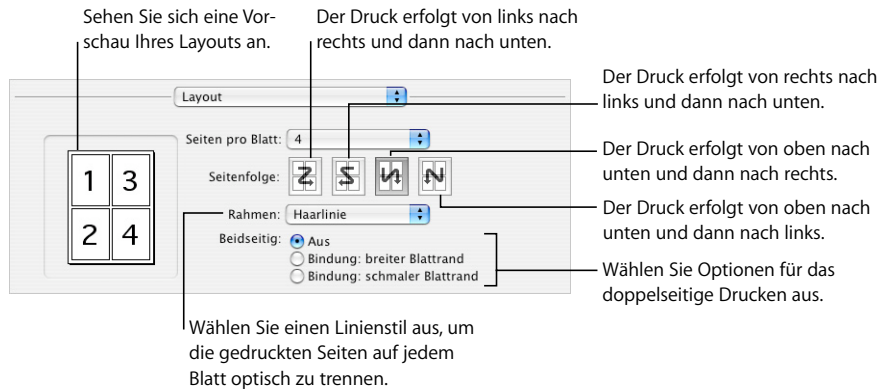 Sehen Sie sich eine Vor-
schau Ihres Layouts an.
Der Druck erfolgt von links nach
rechts und dann nach unten.
Der Druck erfolgt von rechts nach
links und dann nach unten.
Layout
Seiten pro Blatt: 4
Seitenfolge:
1 3
2 4
Der Druck erfolgt von oben nach
unten und dann nach rechts.
Der Druck erfolgt von oben nach
unten und dann nach links.
Rahmen: Haarlinie
Beidseitig: Aus
Bindung: breiter Blattrand
Bindung: schmaler Blattrand
Wählen Sie Optionen für das
doppelseitige Drucken aus.
Wählen Sie einen Linienstil aus, um
die gedruckten Seiten auf jedem
Blatt optisch zu trennen.